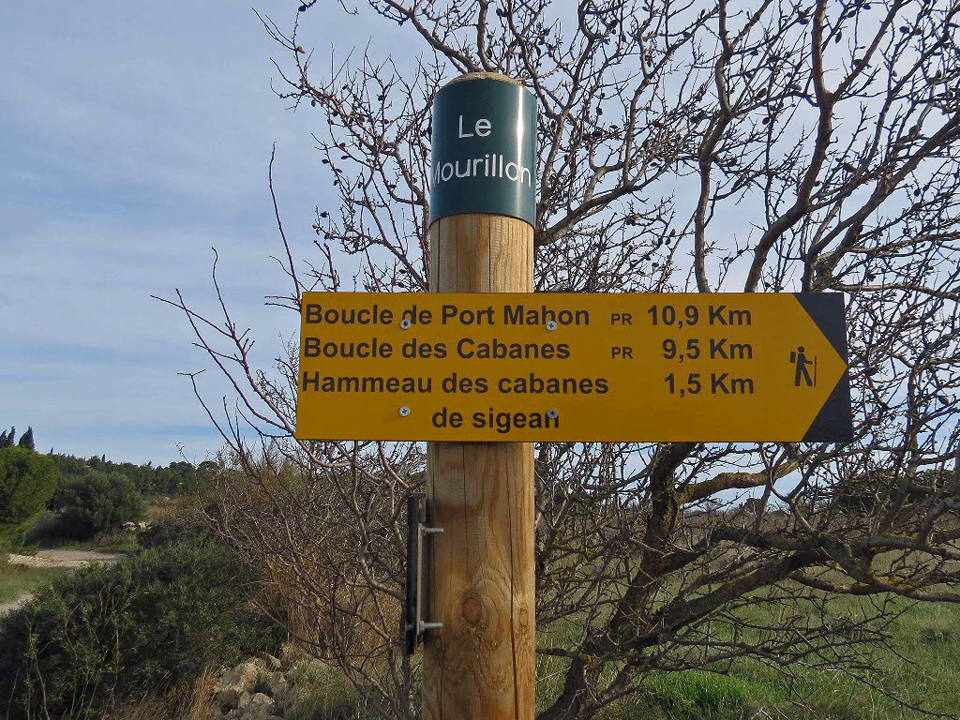 Le
Mourillon
Boucle de Port Mahon PR 10,9 Km
Boucle des Cabanes PR 9,5 Km
Hammeau des cabanes 1,5 Km
de sigean